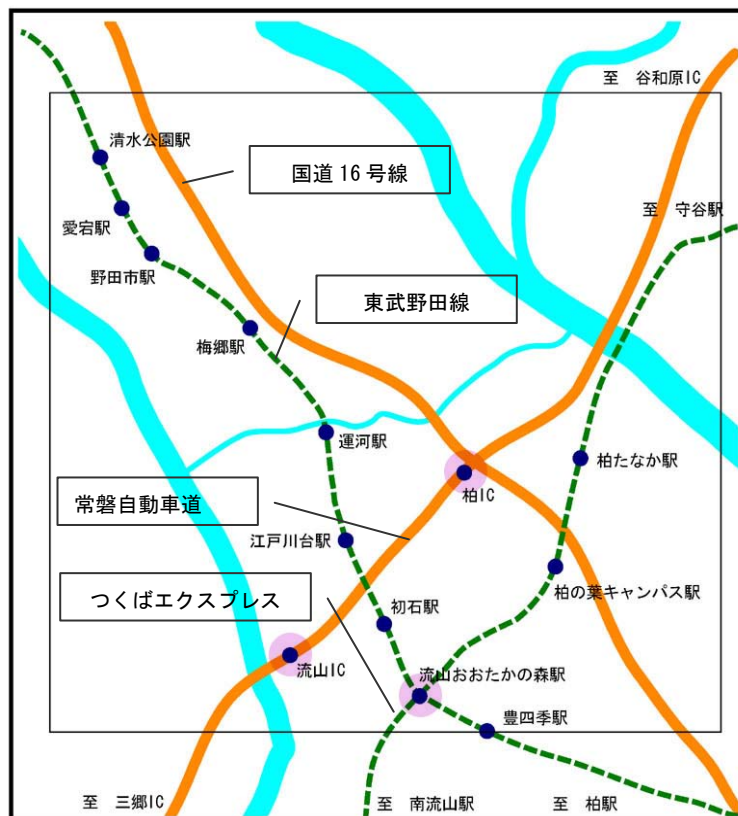 至 谷和原IC
清水公園駅
国道16号線
至 守谷駅
愛宕駅
野田市駅
東武野田線
梅郷駅
運河駅
柏たなか駅
柏IC
常磐自動車道
江戸川台駅
柏の葉キャンパス駅
つくばエクスプレス
初石駅
流山IC
流山おおたかの森駅
豊四季駅
至 三郷IC
至 南流山駅
至 柏駅